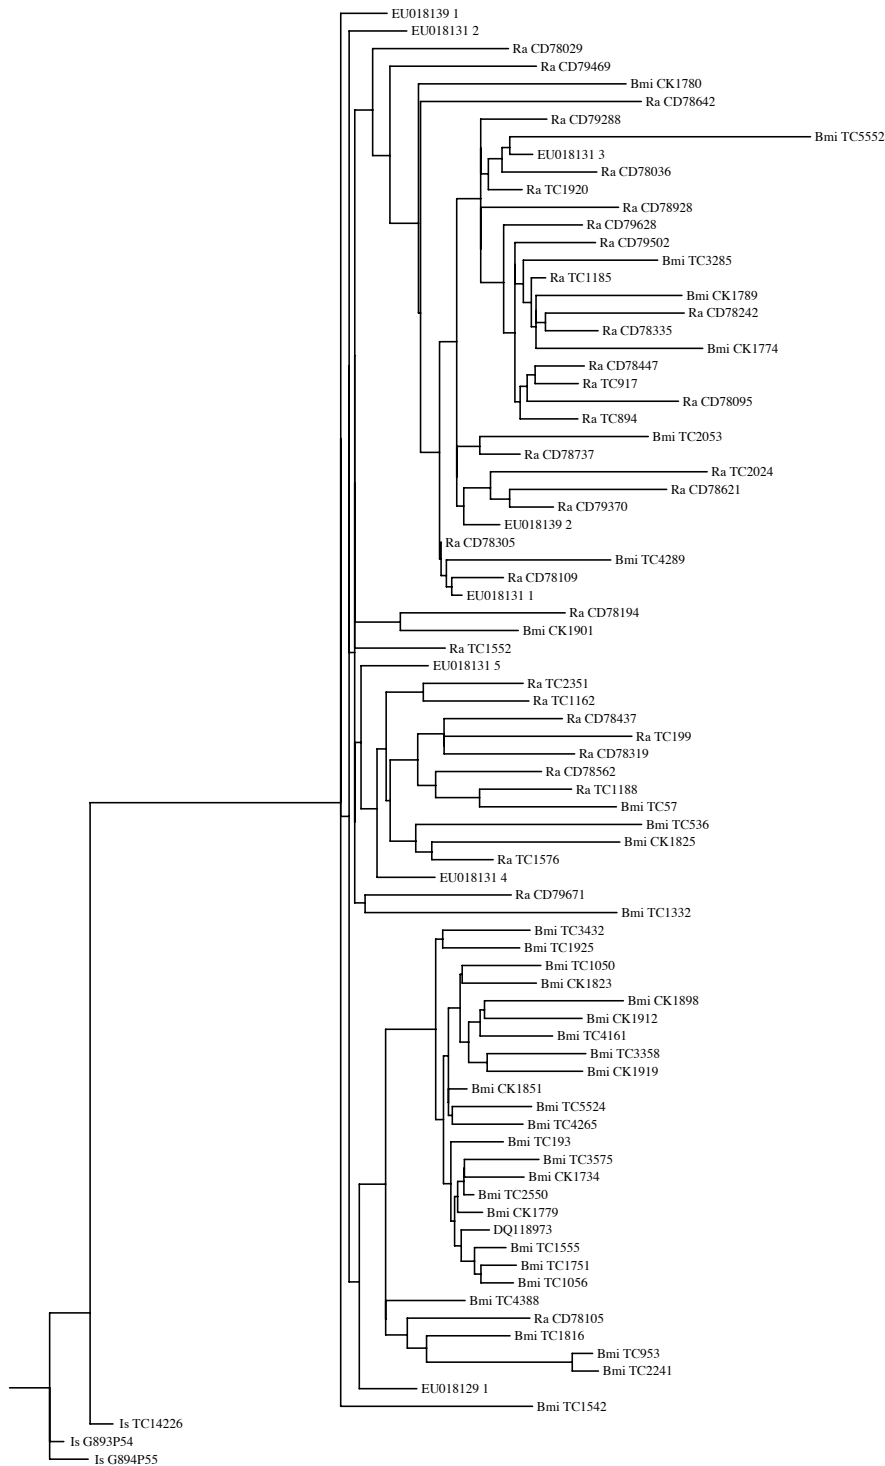 EU018139 1
EU018131 2
Ra CD78029
Ra CD79469
Bmi CK1780
Ra CD78642
Ra CD79288
Bmi TC5552
EU018131 3
Ra CD78036
Ra TC1920
Ra CD78928
Ra CD79628
Ra CD79502
Bmi TC3285
Ra TC1185
Bmi CK1789
Ra CD78242
Ra CD78335
Bmi CK1774
Ra CD78447
Ra TC917
Ra CD78095
Ra TC894
Bmi TC2053
Ra CD78737
Ra TC2024
Ra CD78621
Ra CD79370
EU018139 2
Ra CD78305
Bmi TC4289
Ra CD78109
EU018131 1
Ra CD78194
Bmi CK1901
Ra TC1552
EU018131 5
Ra TC2351
Ra TC1162
Ra CD78437
Ra TC199
Ra CD78319
Ra CD78562
Ra TC1188
Bmi TC57
Bmi TC536
Bmi CK1825
Ra TC1576
EU018131 4
Ra CD79671
Bmi TC1332
Bmi TC3432
Bmi TC1925
Bmi TC1050
Bmi CK1823
Bmi CK1898
Bmi CK1912
Bmi TC4161
Bmi TC3358
Bmi CK1919
Bmi CK1851
Bmi TC5524
Bmi TC4265
Bmi TC193
Bmi TC3575
Bmi CK1734
Bmi TC2550
Bmi CK1779
DQ118973
Bmi TC1555
Bmi TC1751
Bmi TC1056
Bmi TC4388
Ra CD78105
Bmi TC1816
Bmi TC953
Bmi TC2241
EU018129 1
Bmi TC1542
Is TC14226
Is G893P54
Is G894P55